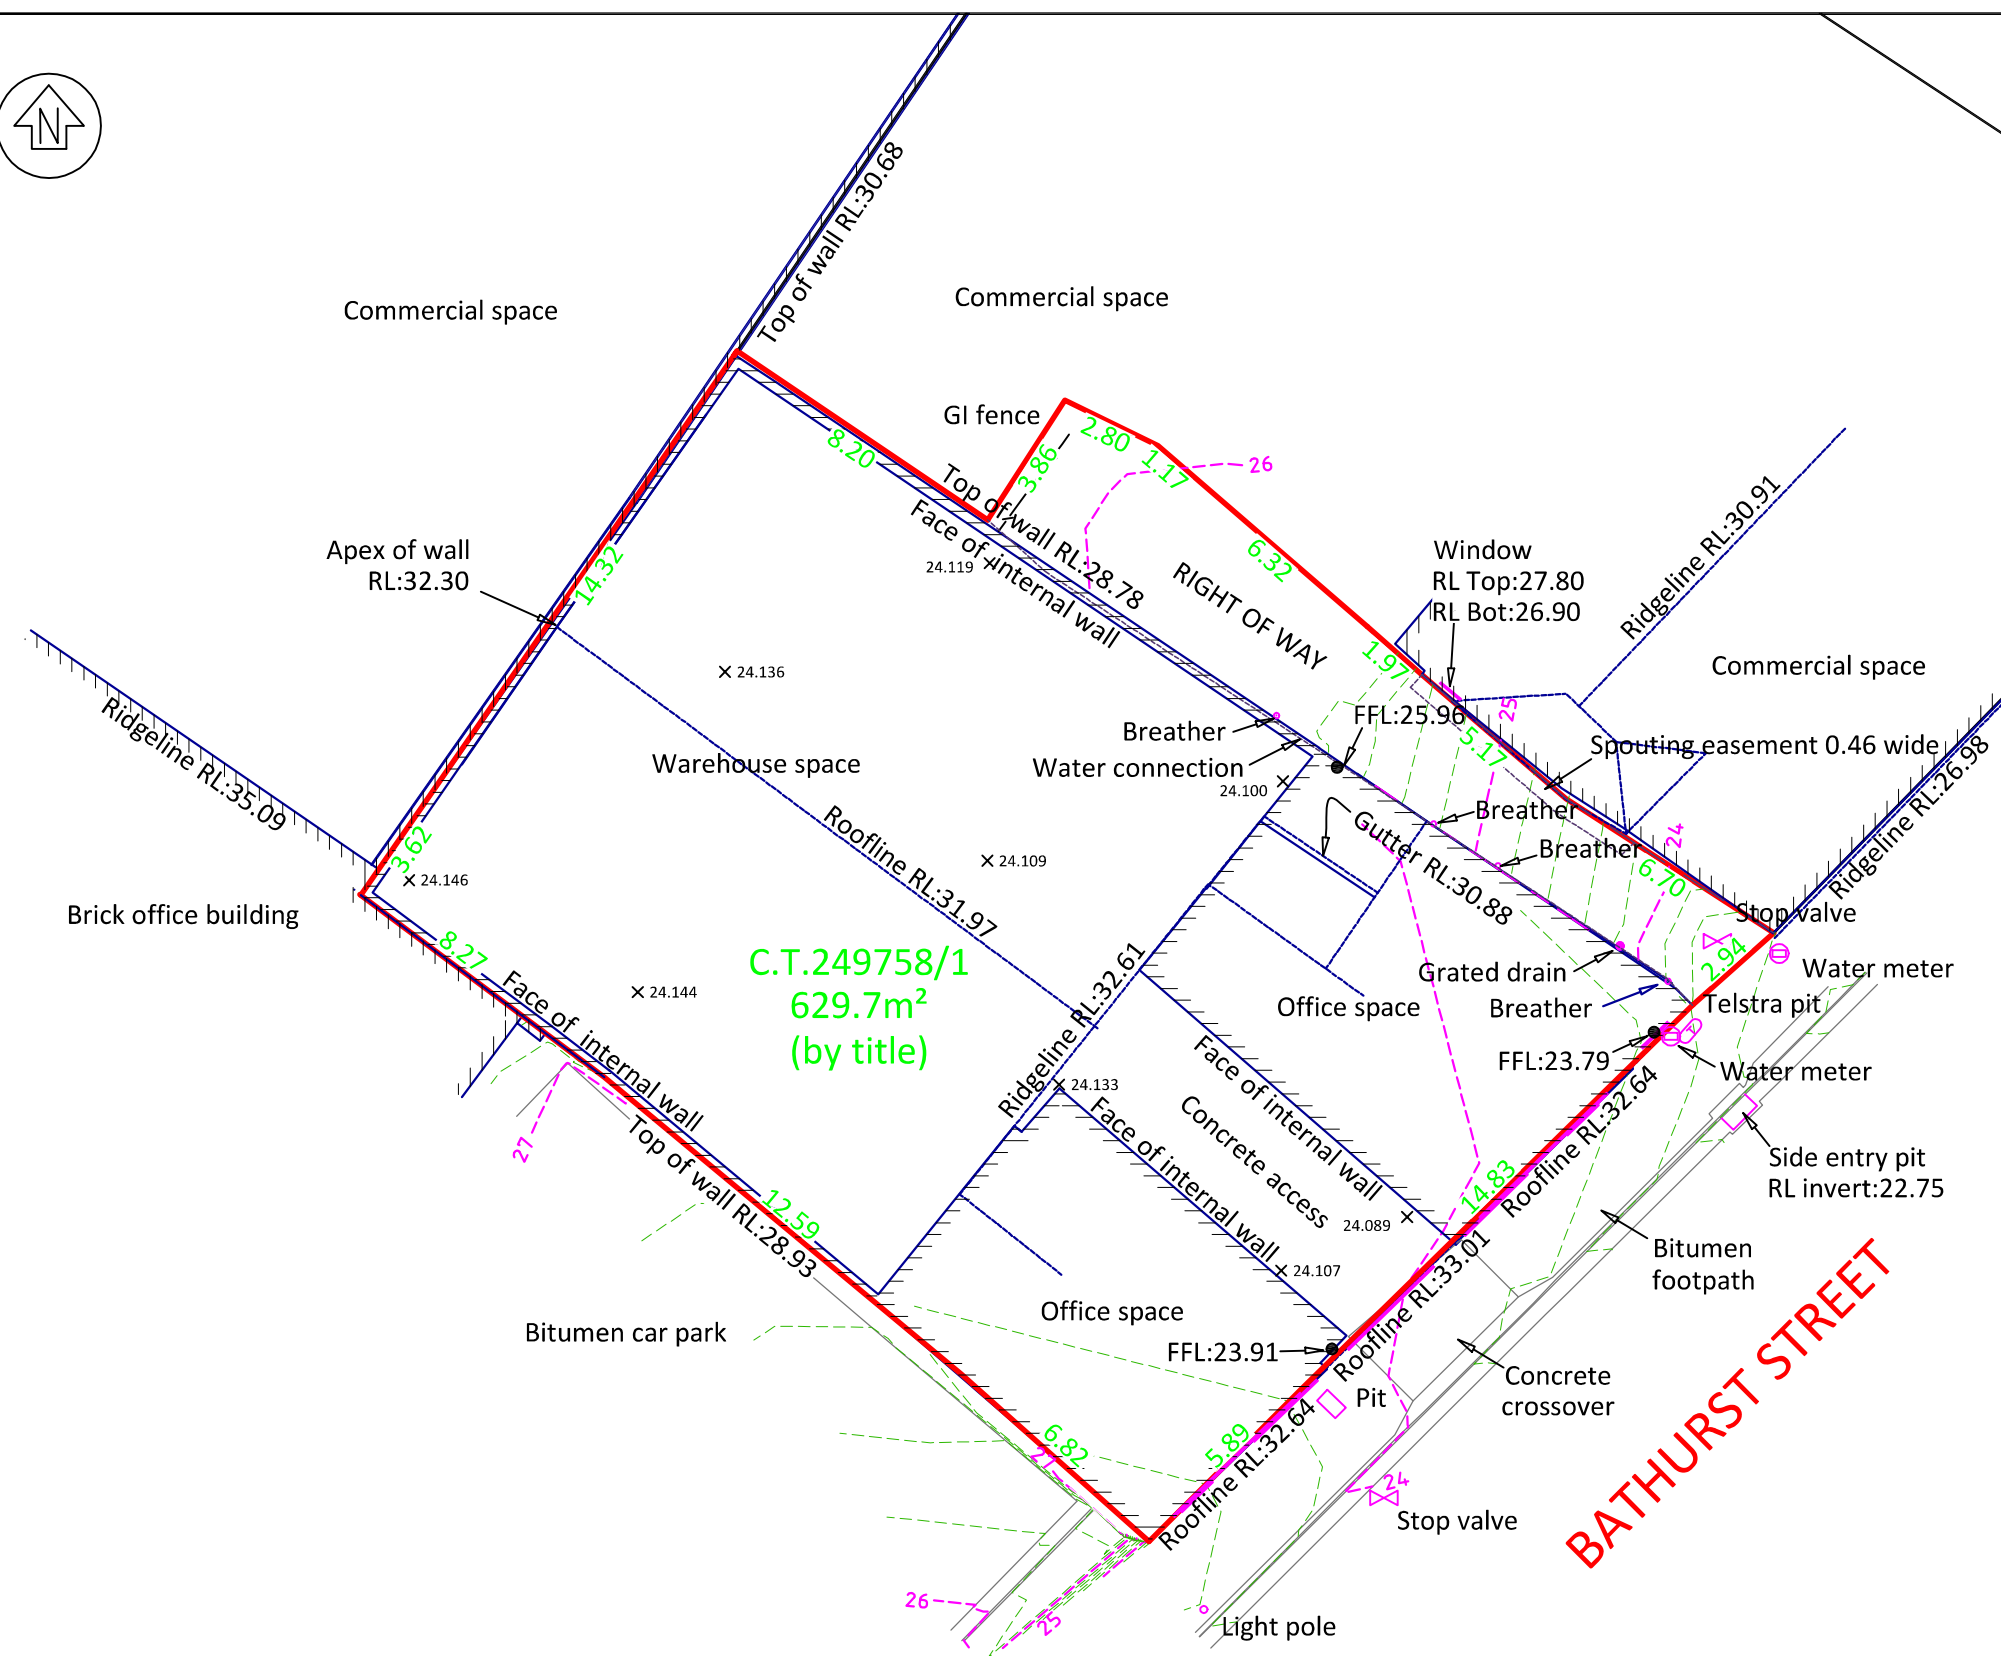 N
Top of wall RL:30.68
Commercial space
Commercial space
GI fence
8.20
3.86
2.80
1.17
26
Top of wall RL:28.78
Face of internal wall
24.119
6.32
RIGHT OF WAY
Apex of wall
RL:32.30
14.32
Window
RL Top:27.80
RL Bot:26.90
Ridgeline RL:30.91
Commercial space
1.97
25
24.136
Ridgeline RL:35.09
Warehouse space
Breather
Water connection
FFL:25.96
5.17
Spouting easement 0.46 wide
24.100
Ridgeline RL:26.98
Roofline RL:31.97
Gutter RL:30.88
Breather
Breather
24
6.70
3.62
24.146
24.109
Brick office building
8.27
Stop valve
2.94
C.T.249758/1
629.7m²
(by title)
24.144
Face of internal wall
Ridgeline RL:32.61
Office space
Grated drain
Breather
Water meter
Telstra pit
FFL:23.79
Water meter
24.133
Face of internal wall
Face of internal wall
Concrete access
27
Top of wall RL:28.93
12.59
Roofline RL:32.64
14.83
Side entry pit
RL invert:22.75
24.089
24.107
Roofline RL:33.01
Bitumen
footpath
Office space
Bitumen car park
FFL:23.91
Pit
Concrete
crossover
BATHURST STREET
6.82
27
5.89
Roofline RL:32.64
24
Stop valve
26
25
Light pole